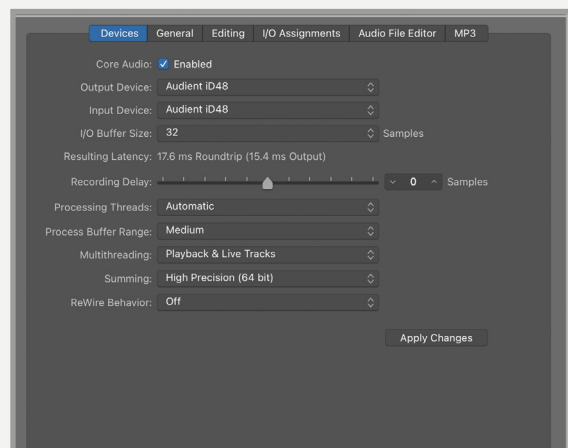 Devices General Editing I/O Assignments Audio File Editor MP3
Core Audio: Enabled
Output Device: Audient iD48
Input Device: Audient iD48
I/O Buffer Size: 32 Samples
Resulting Latency: 17.6 ms Roundtrip (15.4 ms Output)
Recording Delay: 0 Samples
Processing Threads: Automatic
Process Buffer Range: Medium
Multithreading: Playback & Live Tracks
Summing: High Precision (64 bit)
ReWire Behavior: Off
Apply Changes